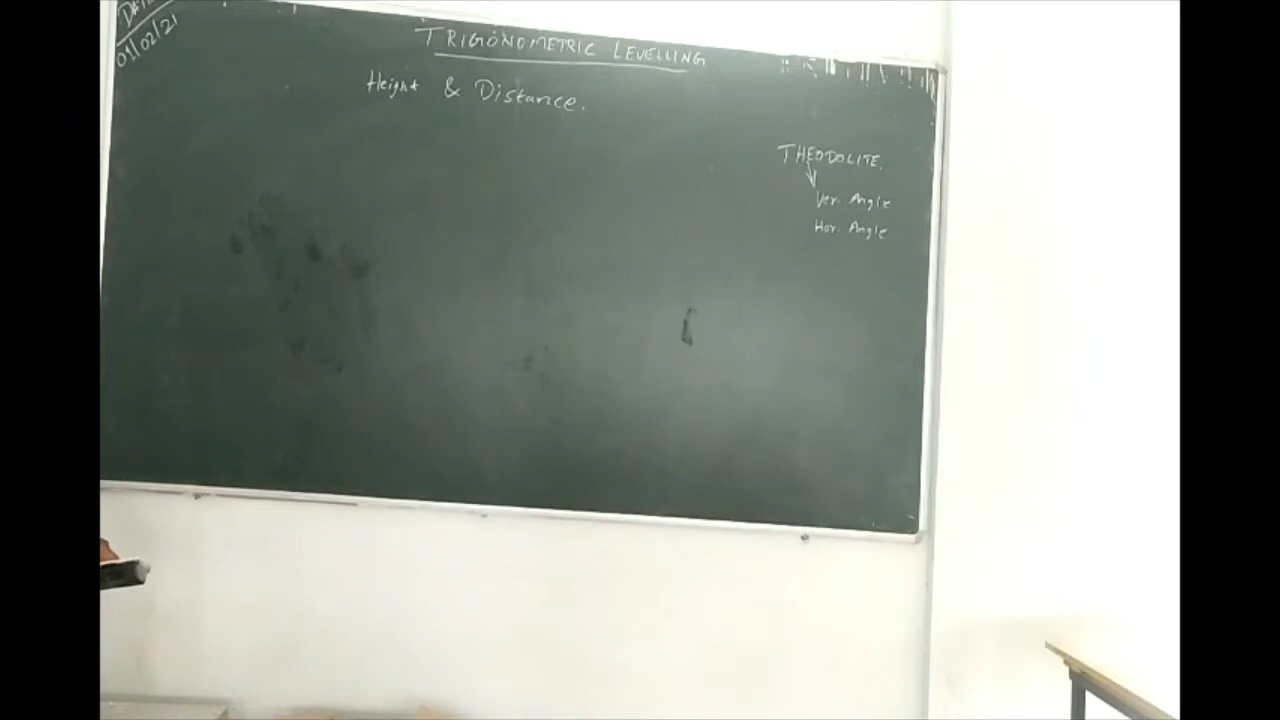 01/02/21
TRIGONOMETRIC LEVELLING
Height & Distance.
THEODOLITE.
Ver. Angle
Hor. Angle